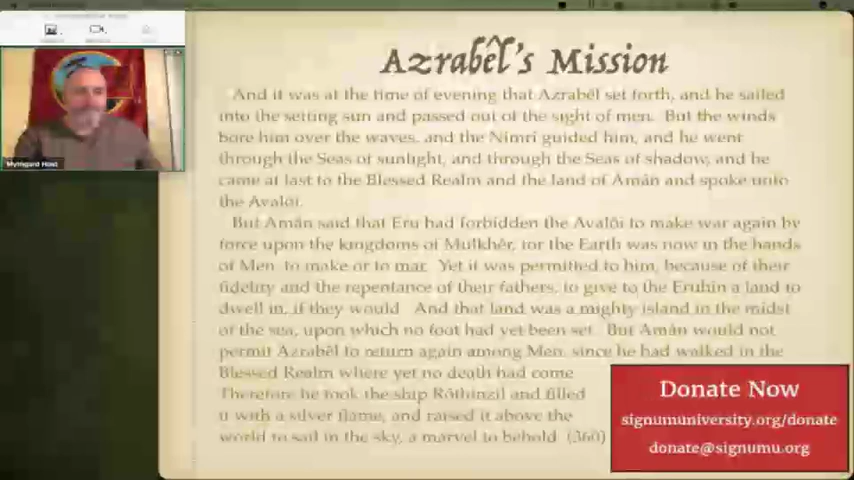 Azrabêl's Mission
Mythgard Host
And it was at the time of evening that Azrabêl set forth, and he sailed
into the setting sun and passed out of the sight of men. But the winds
bore him over the waves, and the Nimrî guided him, and he went
through the Seas of sunlight, and through the Seas of shadow, and he
came at last to the Blessed Realm and the land of Amân and spoke unto
the Avalôi.
But Amân said that Eru had forbidden the Avalôi to make war again by
force upon the kingdoms of Mulkhêr, for the Earth was now in the hands
of Men to make or to mar. Yet it was permitted to him, because of their
fidelity and the repentance of their fathers, to give to the Eruhîn a land to
dwell in, if they would. And that land was a mighty island in the midst
of the sea, upon which no foot had yet been set. But Amân would not
permit Azrabêl to return again among Men, since he had walked in the
Blessed Realm where yet no death had come
Therefore he took the ship Rôthinzil and filled
it with a silver flame, and raised it above the
world to sail in the sky, a marvel to behold (360)
Donate Now
signumuniversity.org/donate
donate@signumu.org